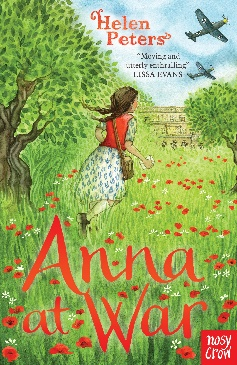 Helen
Peters
"Moving and
utterly enthralling"
LISSA EVANS
Anna
at War
nosy
crow